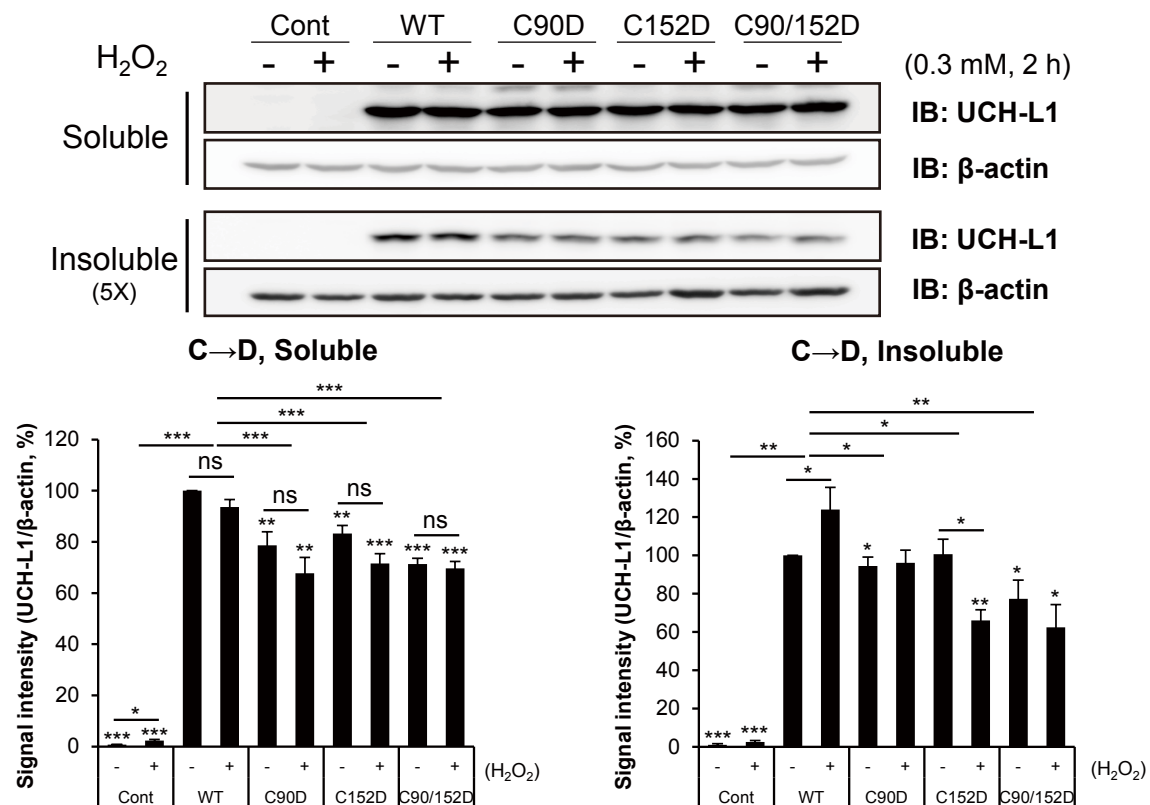 Cont WT C90D C152D C90/152D
H₂O₂ - + - + - + - + - + (0.3 mM, 2 h)
Soluble
IB: UCH-L1
IB: β-actin
Insoluble
(5X)
IB: UCH-L1
IB: β-actin
C→D, Soluble
Signal intensity (UCH-L1/β-actin, %)
***
***
*** ***
ns ns ns ns
120
100
80
60
40
20
0
*** * *** ** ** ** *** *** ***
- + - + - + - + - + (H₂O₂)
Cont WT C90D C152D C90/152D
C→D, Insoluble
Signal intensity (UCH-L1/β-actin, %)
**
*
** *
* *
160
140
120
100
80
60
40
20
0
*** *** * ** * *
- + - + - + - + - + (H₂O₂)
Cont WT C90D C152D C90/152D